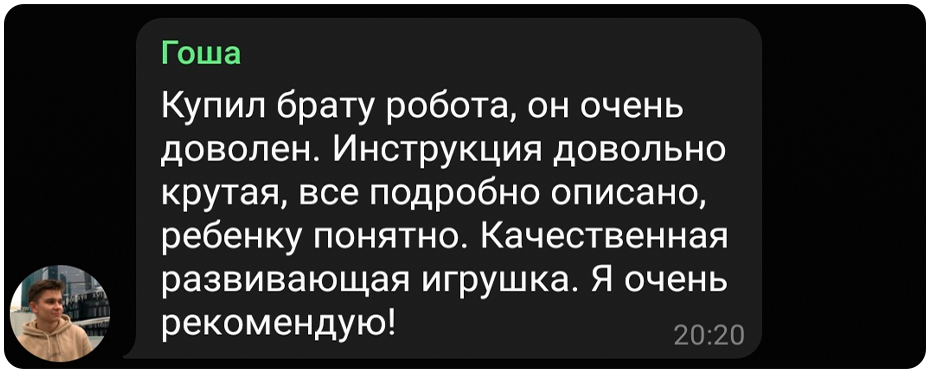 Гоша
Купил брату робота, он очень
доволен. Инструкция довольно
крутая, все подробно описано,
ребенку понятно. Качественная
развивающая игрушка. Я очень
рекомендую!
20:20